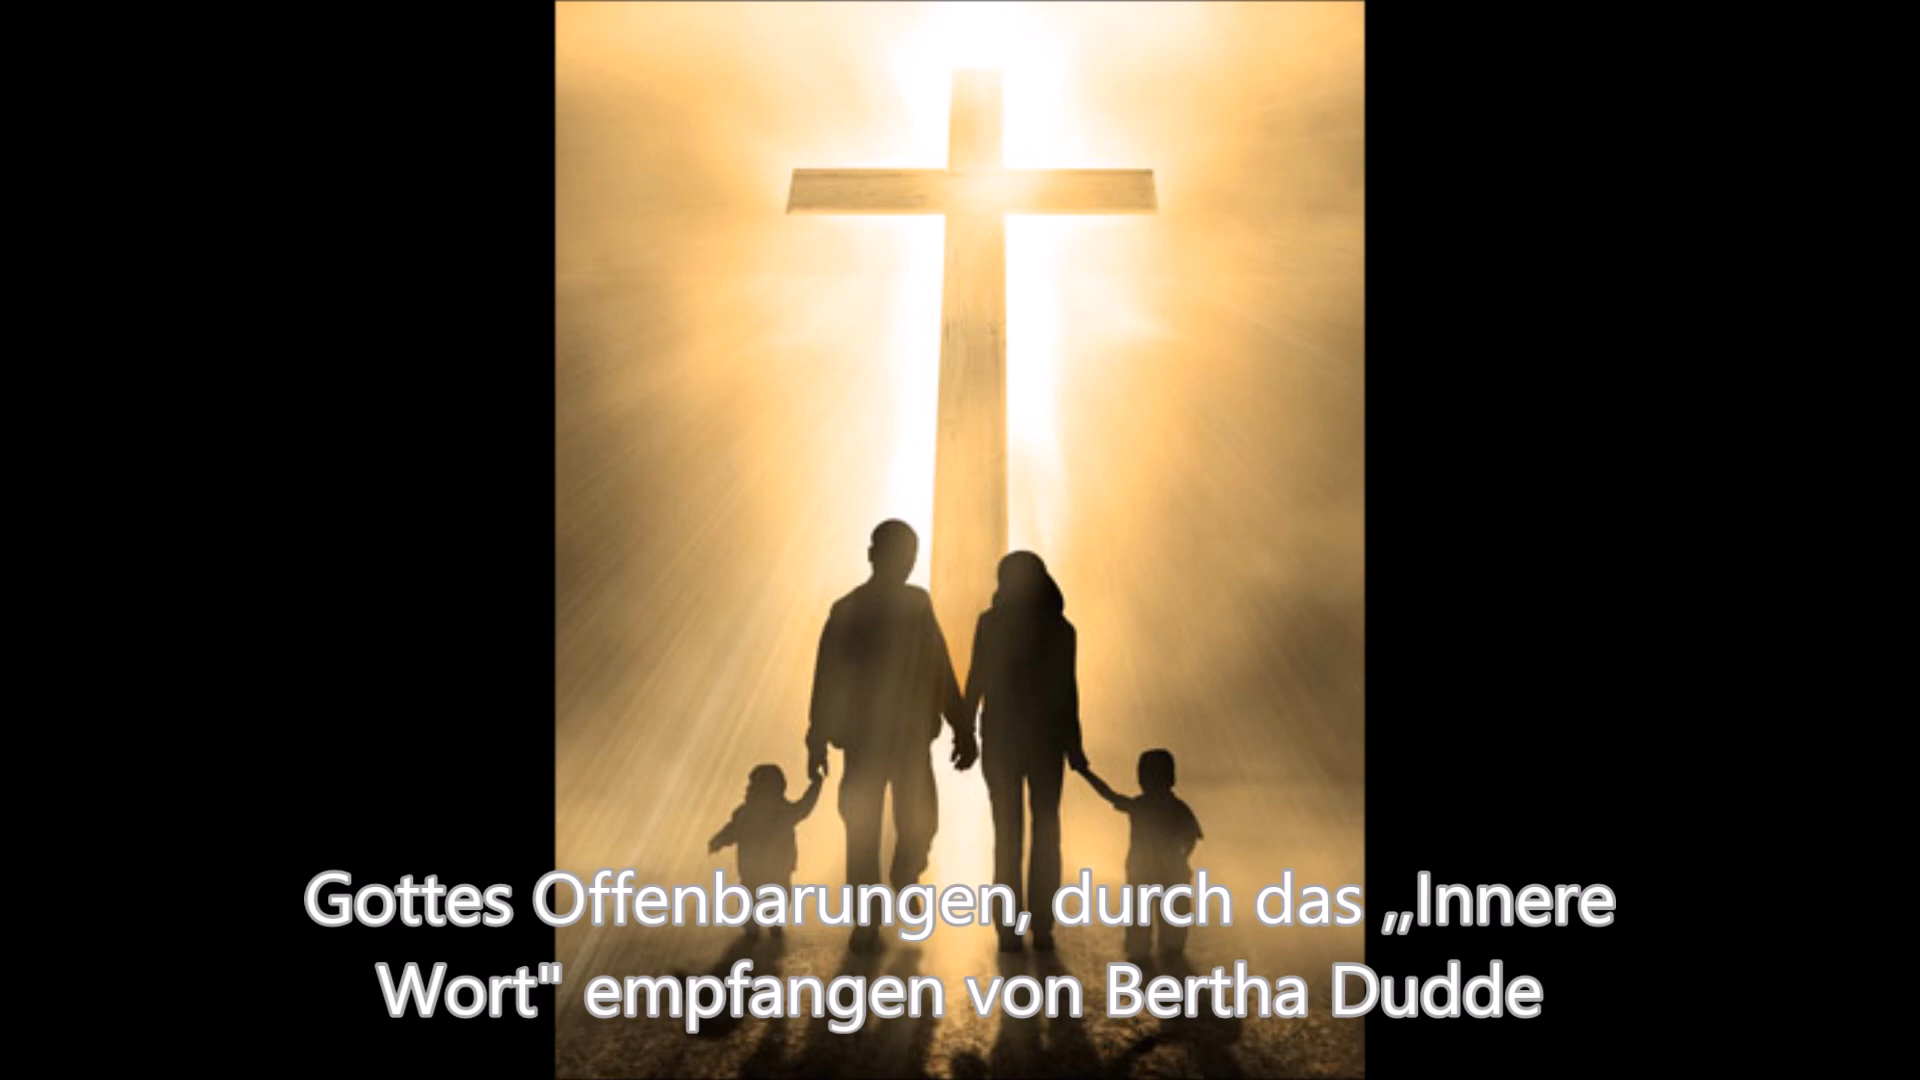 Gottes Offenbarungen, durch das ,,Innere
Wort" empfangen von Bertha Dudde